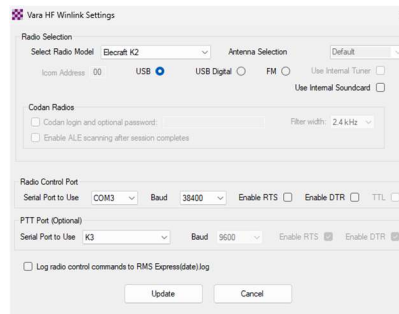 Vara HF Winlink Settings
Radio Selection
Select Radio Model Elecraft K2 Antenna Selection Default
Icom Address 00 USB USB Digital FM Use Internal Tuner
Use Internal Soundcard
Codan Radios
Codan login and optional password: Filter width: 2.4 kHz
Enable ALE scanning after session completes
Radio Control Port
Serial Port to Use COM3 Baud 38400 Enable RTS Enable DTR TTL
PTT Port (Optional)
Serial Port to Use K3 Baud 9600 Enable RTS Enable DTR
Log radio control commands to RMS Express(date).log
Update Cancel